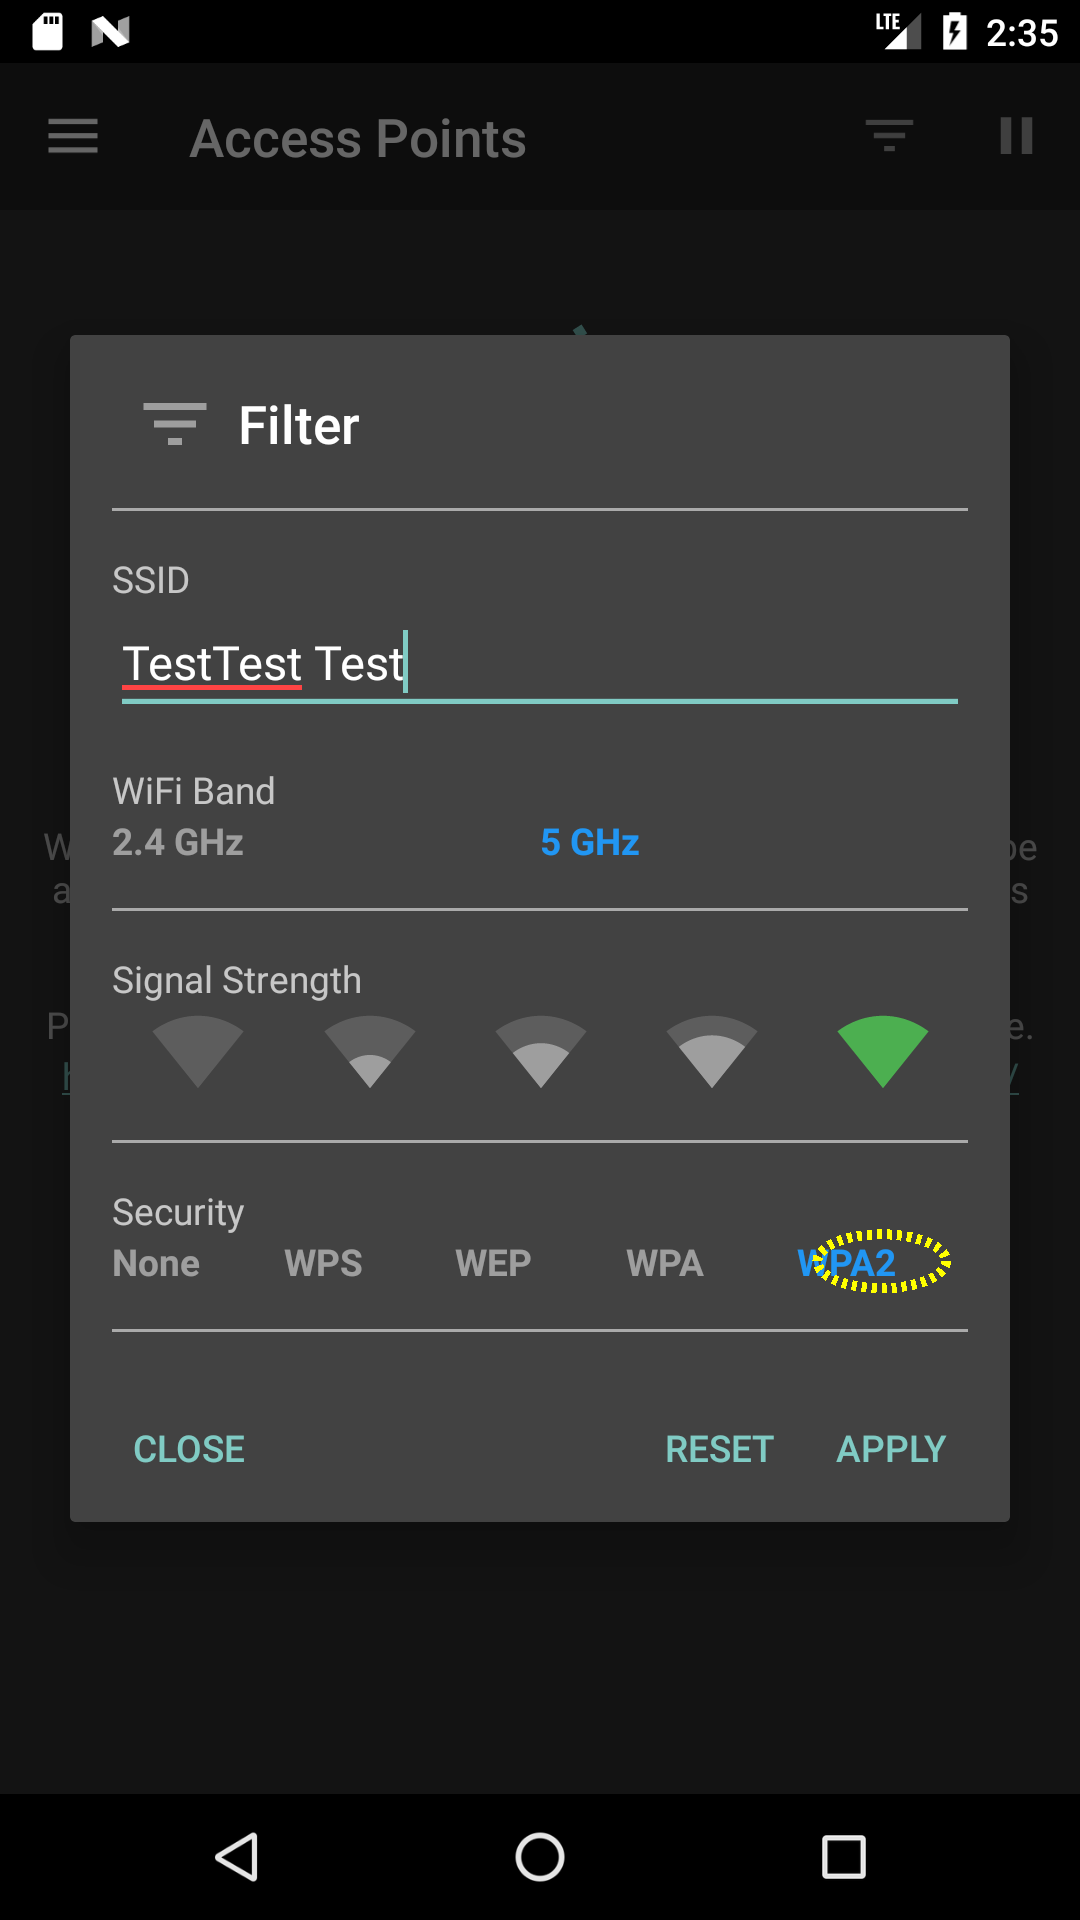 LTE 2:35
Access Points
Filter
SSID
TestTest Test
WiFi Band
2.4 GHz 5 GHz
Signal Strength
Security
None WPS WEP WPA WPA2
CLOSE RESET APPLY